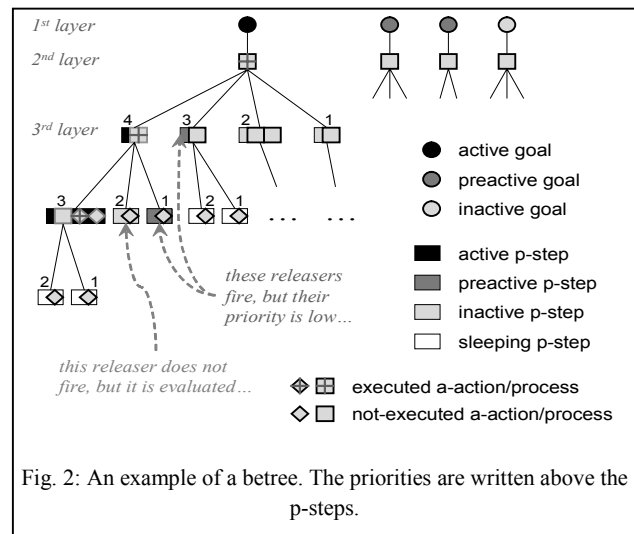 1st layer
2nd layer
3rd layer
4
3
2
1
3
2
1
2
1
2
1
... ...
active goal
preactive goal
inactive goal
active p-step
preactive p-step
inactive p-step
sleeping p-step
these releasers
fire, but their
priority is low…
this releaser does not
fire, but it is evaluated…
executed a-action/process
not-executed a-action/process
Fig. 2: An example of a betree. The priorities are written above the
p-steps.